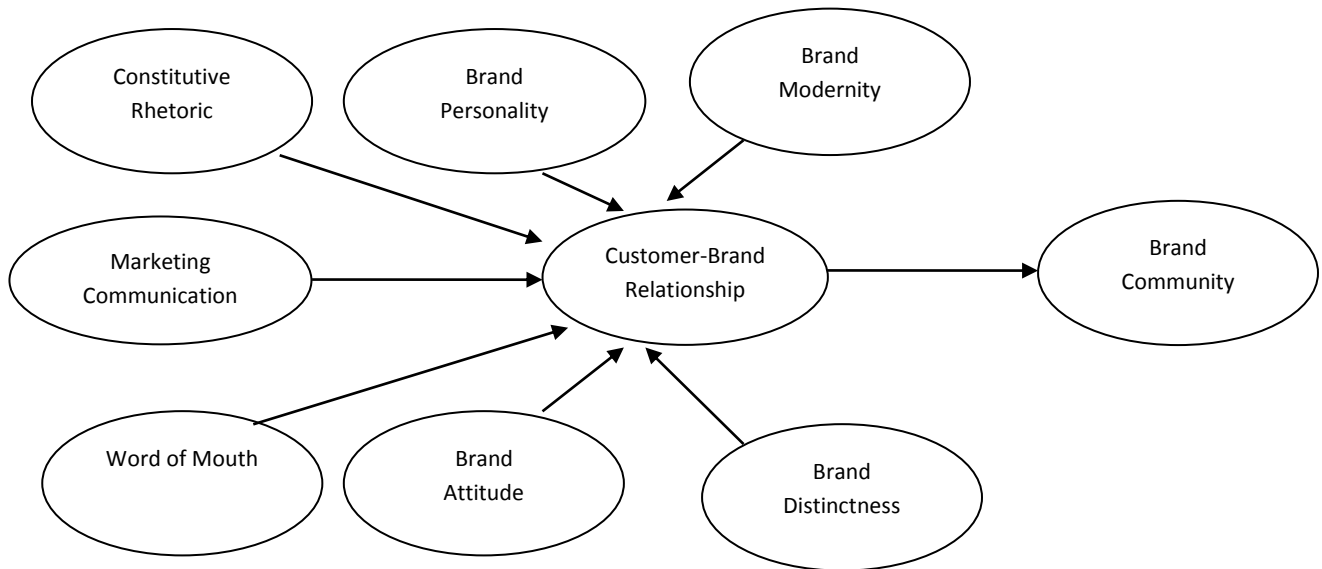 Constitutive
Rhetoric
Brand
Personality
Brand
Modernity
Marketing
Communication
Customer-Brand
Relationship
Brand
Community
Word of Mouth
Brand
Attitude
Brand
Distinctness